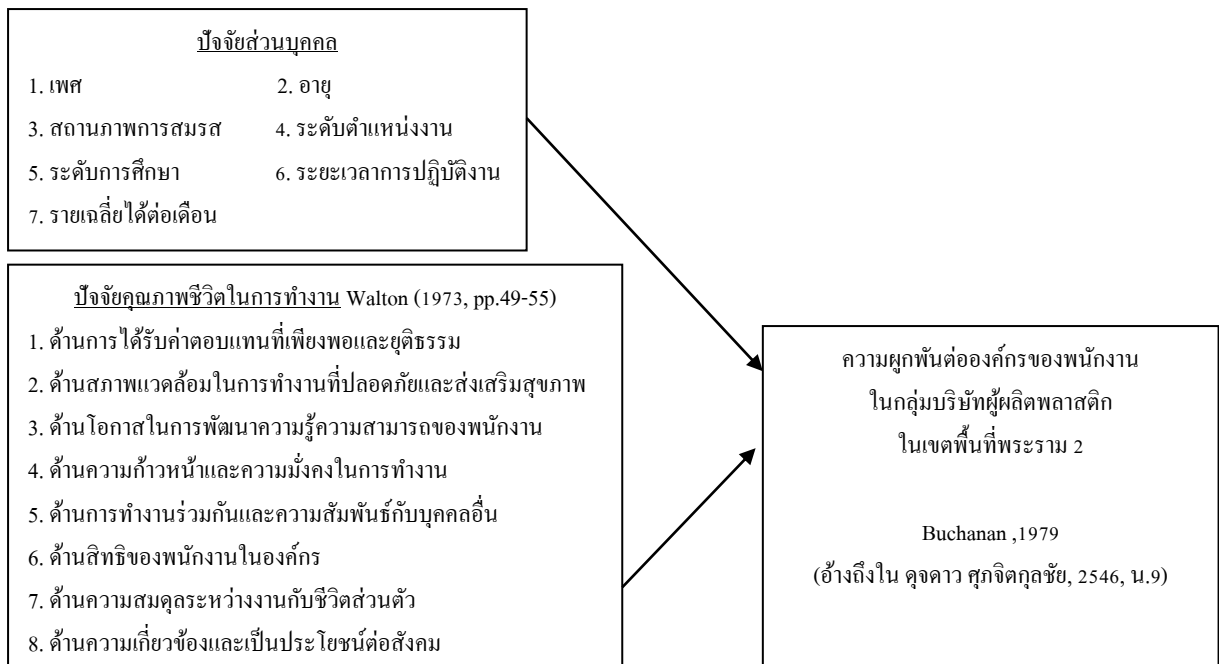 ปัจจัยส่วนบุคคล
1. เพศ 2. อายุ
3. สถานภาพการสมรส 4. ระดับตำแหน่งงาน
5. ระดับการศึกษา 6. ระยะเวลาการปฏิบัติงาน
7. รายเฉลี่ยได้ต่อเดือน
ปัจจัยคุณภาพชีวิตในการทำงาน Walton (1973, pp.49-55)
1. ด้านการได้รับค่าตอบแทนที่เพียงพอและยุติธรรม
2. ด้านสภาพแวดล้อมในการทำงานที่ปลอดภัยและส่งเสริมสุขภาพ
3. ด้านโอกาสในการพัฒนาความรู้ความสามารถของพนักงาน
4. ด้านความก้าวหน้าและความมั่งคงในการทำงาน
5. ด้านการทำงานร่วมกันและความสัมพันธ์กับบุคคลอื่น
6. ด้านสิทธิของพนักงานในองค์กร
7. ด้านความสมดุลระหว่างงานกับชีวิตส่วนตัว
8. ด้านความเกี่ยวข้องและเป็นประโยชน์ต่อสังคม
ความผูกพันต่อองค์กรของพนักงาน
ในกลุ่มบริษัทผู้ผลิตพลาสติก
ในเขตพื้นที่พระราม 2
Buchanan ,1979
(อ้างถึงใน ดุจดาว ศุภจิตกุลชัย, 2546, น.9)